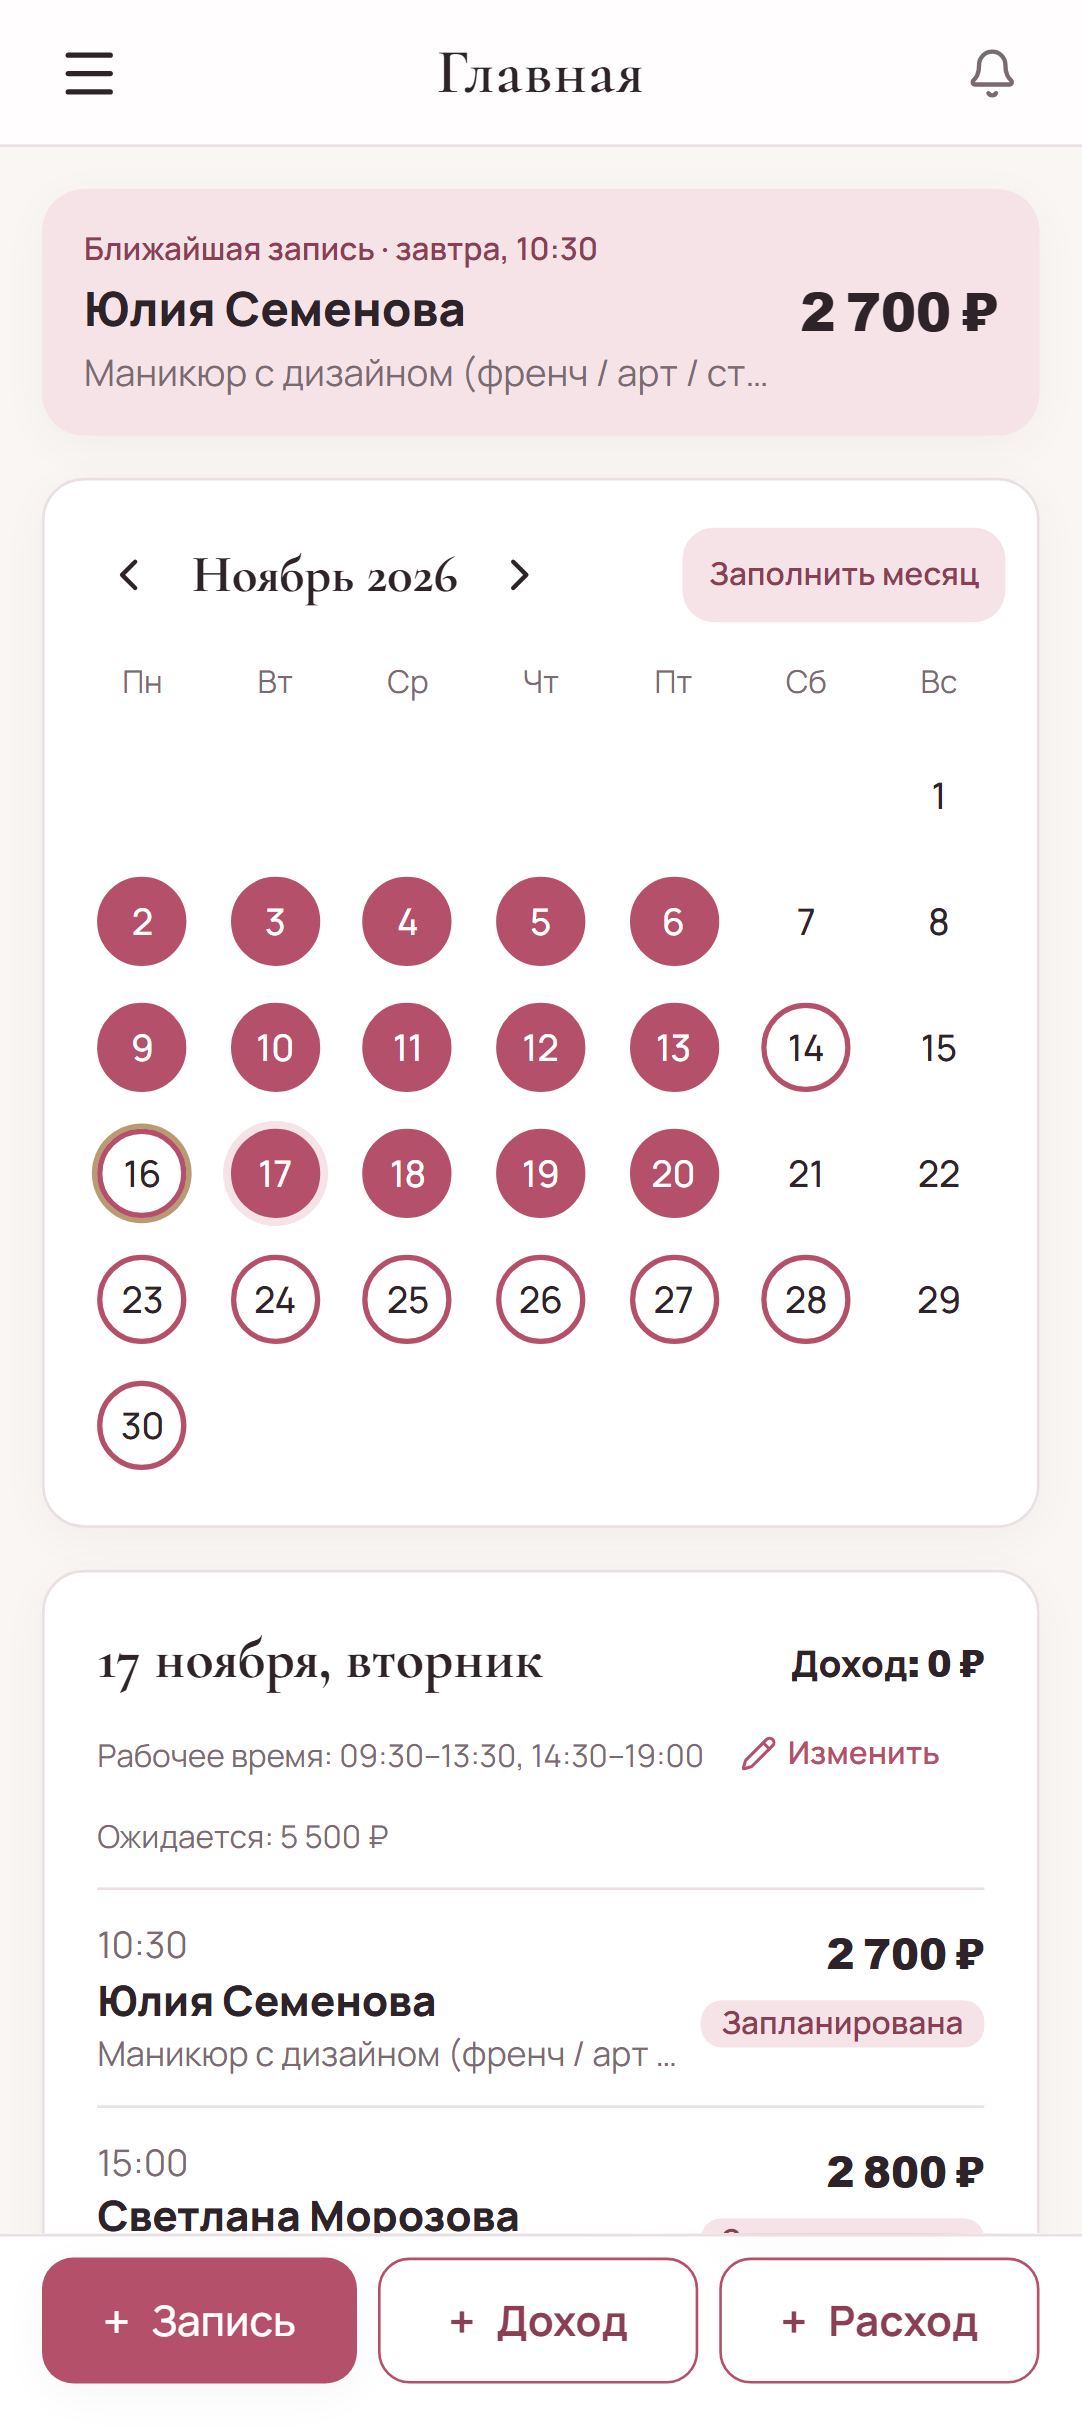 Главная
Ближайшая запись · завтра, 10:30
Юлия Семенова
2 700 ₽
Маникюр с дизайном (френч / арт / ст...
Ноябрь 2026
Заполнить месяц
Пн Вт Ср Чт Пт Сб Вс
1
2 3 4 5 6 7 8
9 10 11 12 13 14 15
16 17 18 19 20 21 22
23 24 25 26 27 28 29
30
17 ноября, вторник
Доход: 0 ₽
Рабочее время: 09:30–13:30, 14:30–19:00
Изменить
Ожидается: 5 500 ₽
10:30
2 700 ₽
Юлия Семенова
Запланирована
Маникюр с дизайном (френч / арт ...
15:00
2 800 ₽
Светлана Морозова
+ Запись
+ Доход
+ Расход